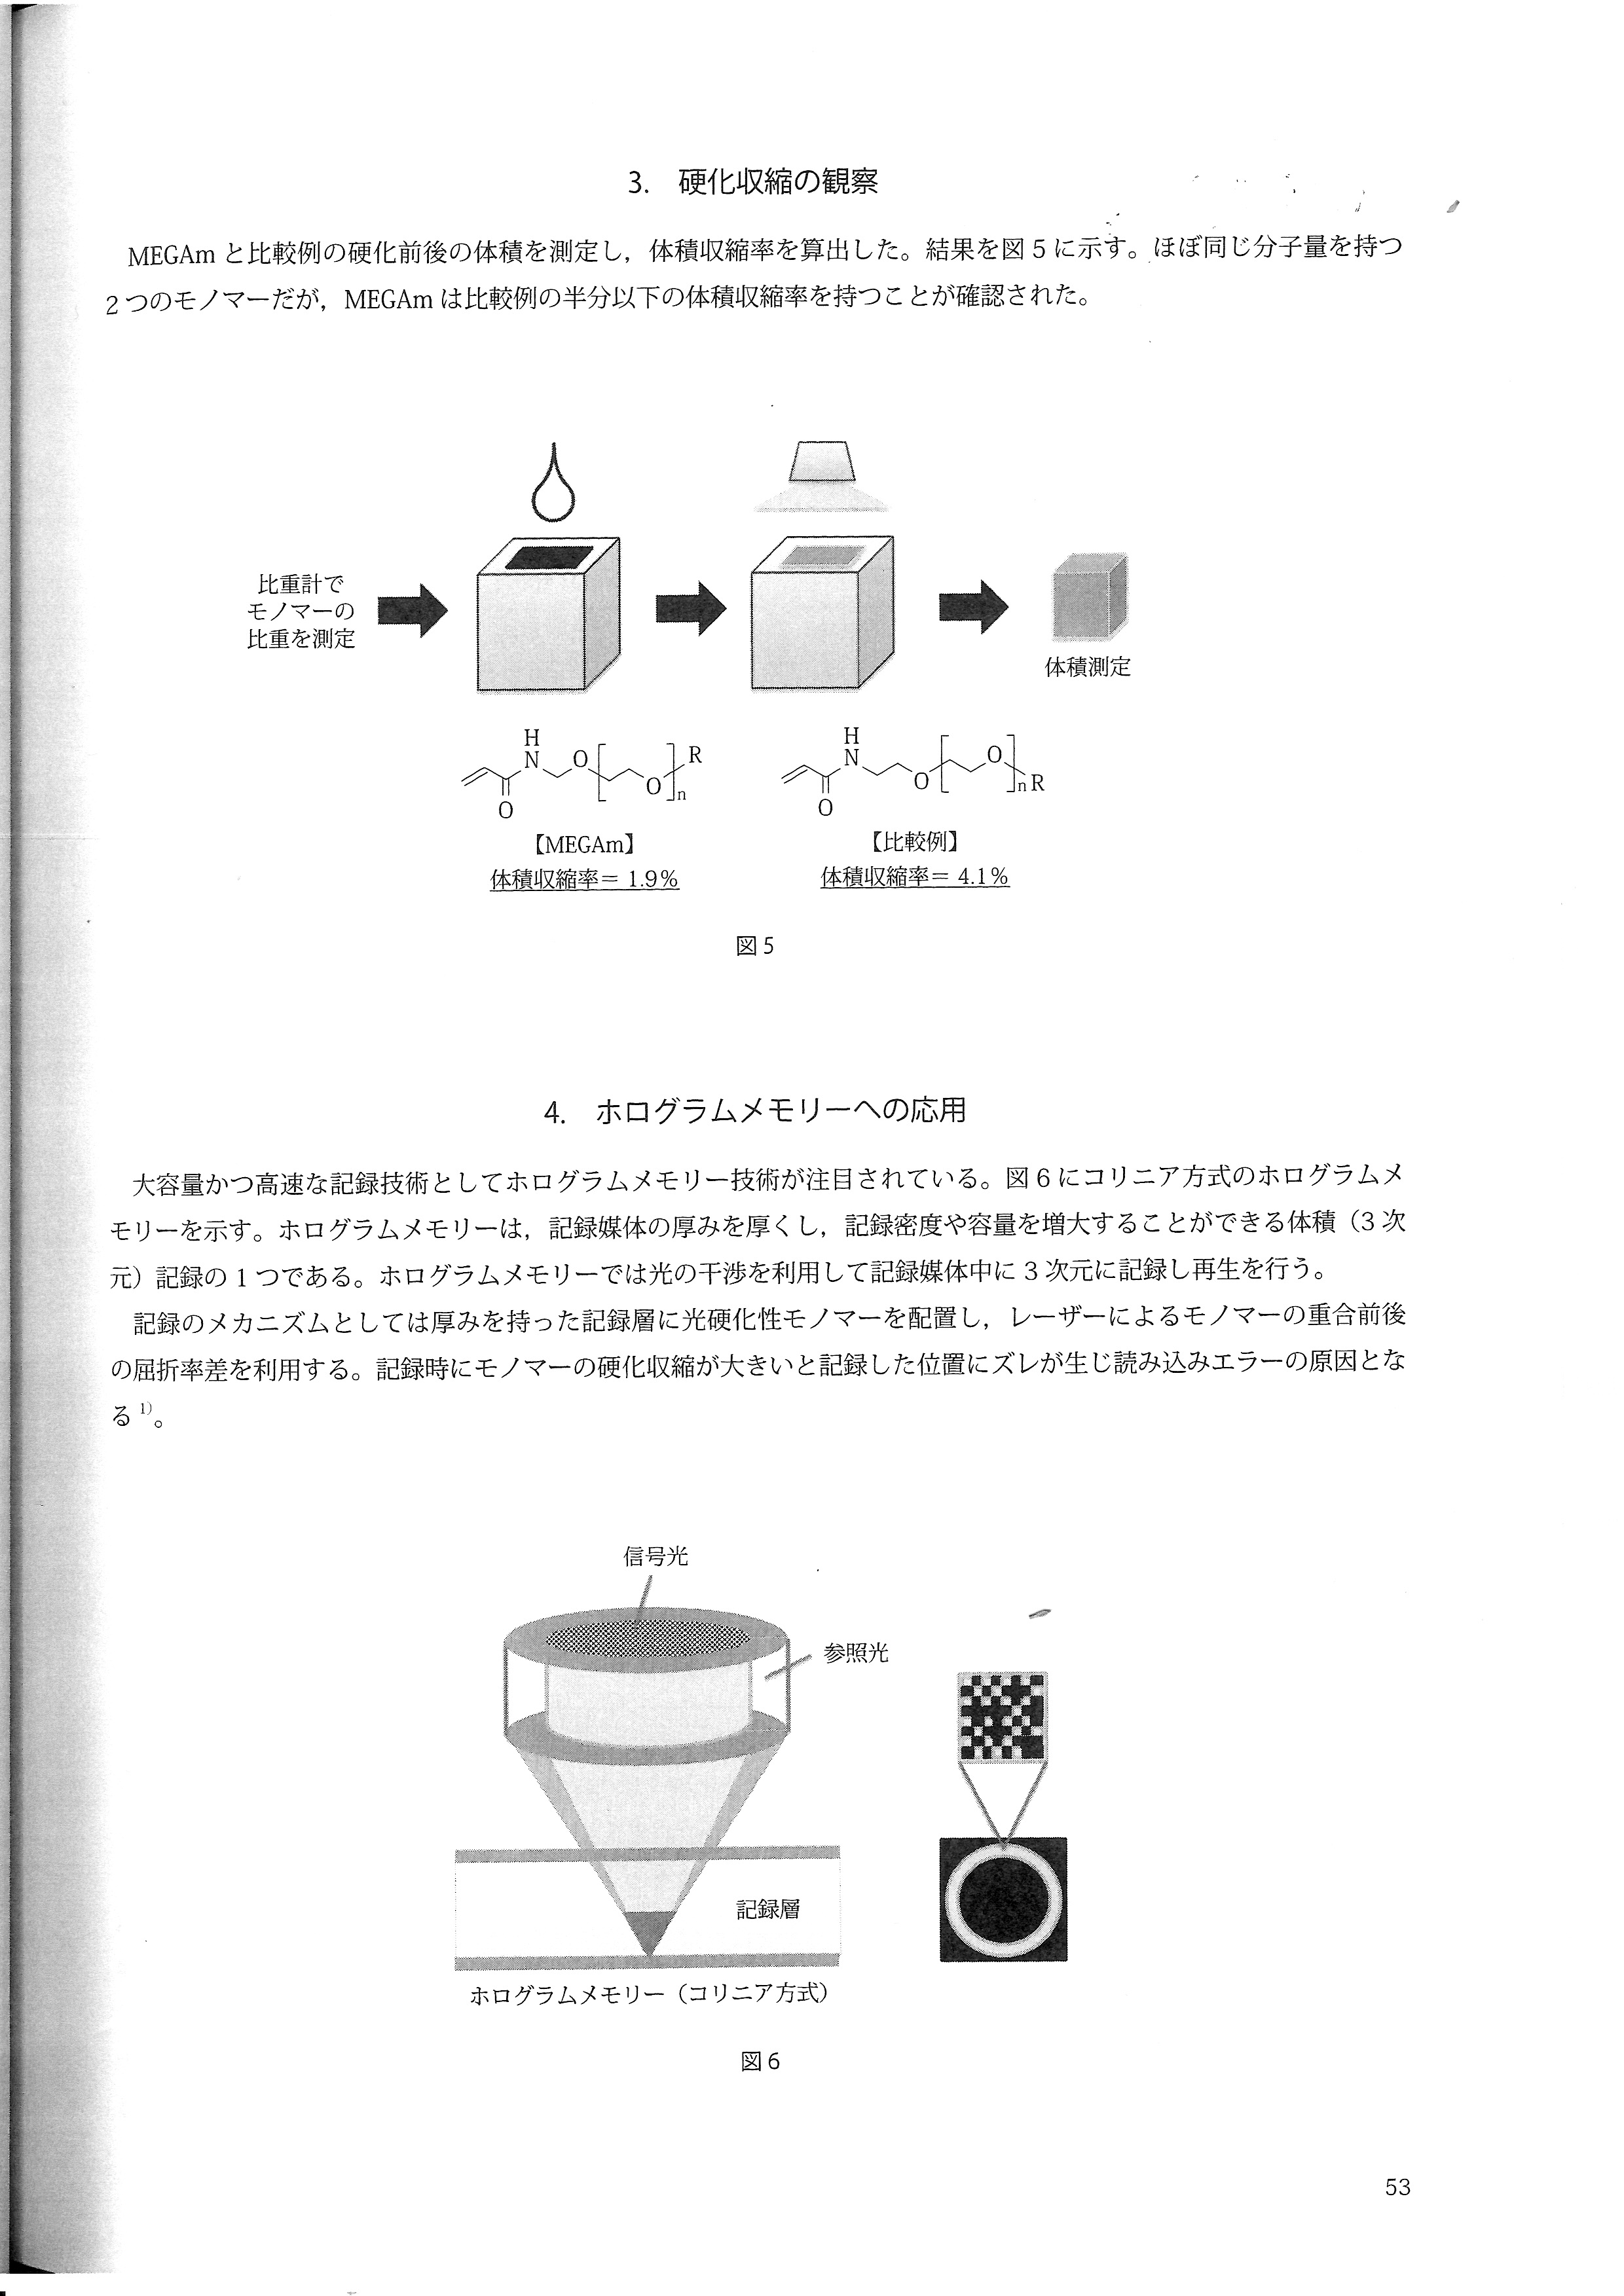 3. 硬化収縮の観察
MEGAm と比較例の硬化前後の体積を測定し，体積収縮率を算出した。結果を図 5 に示す。ほぼ同じ分子量を持つ
2 つのモノマーだが，MEGAm は比較例の半分以下の体積収縮率を持つことが確認された。
比重計で
モノマーの
比重を測定
体積測定
H
N
O
O
O
R
n
H
N
O
O
O
n R
【MEGAm】
【比較例】
体積収縮率＝ 1.9%
体積収縮率＝ 4.1%
図 5
4. ホログラムメモリーへの応用
大容量かつ高速な記録技術としてホログラムメモリー技術が注目されている。図 6 にコリニア方式のホログラムメ
モリーを示す。ホログラムメモリーは，記録媒体の厚みを厚くし，記録密度や容量を増大することができる体積（3 次
元）記録の 1 つである。ホログラムメモリーでは光の干渉を利用して記録媒体中に 3 次元に記録し再生を行う。
記録のメカニズムとしては厚みを持った記録層に光硬化性モノマーを配置し，レーザーによるモノマーの重合前後
の屈折率差を利用する。記録時にモノマーの硬化収縮が大きいと記録した位置にズレが生じ読み込みエラーの原因とな
る 1)。
信号光
参照光
記録層
ホログラムメモリー（コリニア方式）
図 6
53